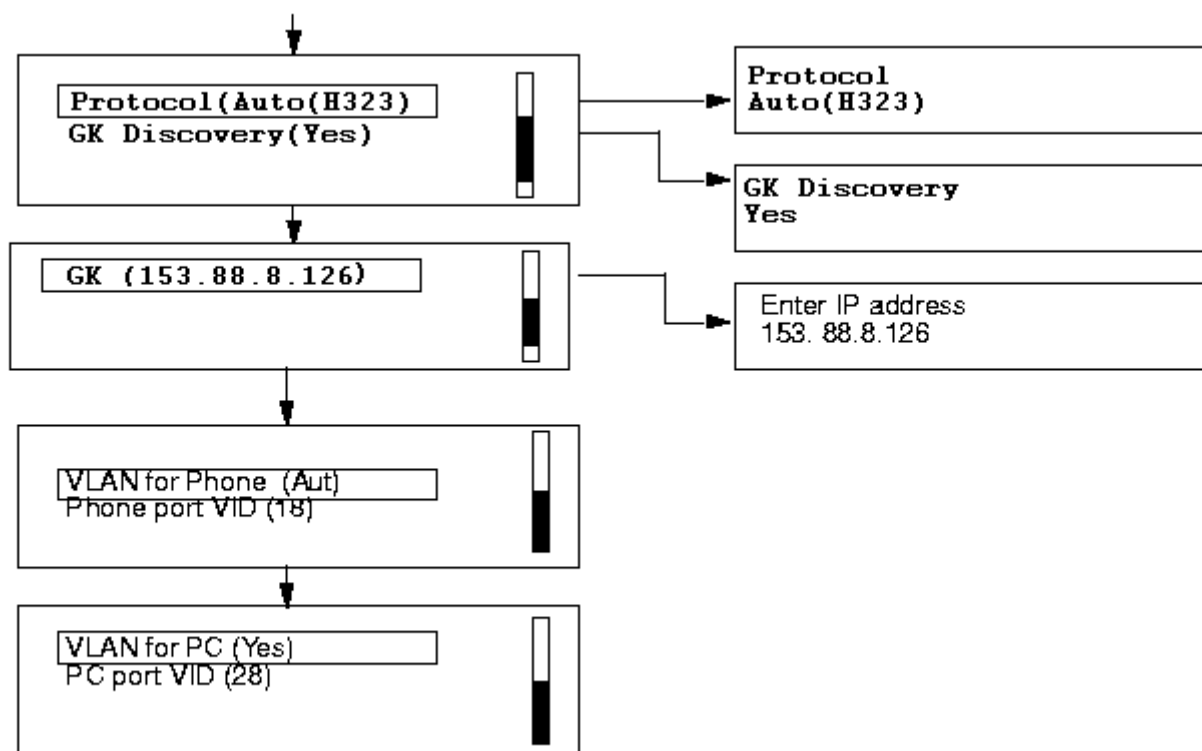 Protocol(Auto(H323)
GK Discovery(Yes)
Protocol
Auto(H323)
GK Discovery
Yes
GK (153.88.8.126)
Enter IP address
153. 88.8.126
VLAN for Phone (Aut)
Phone port VID (18)
VLAN for PC (Yes)
PC port VID (28)